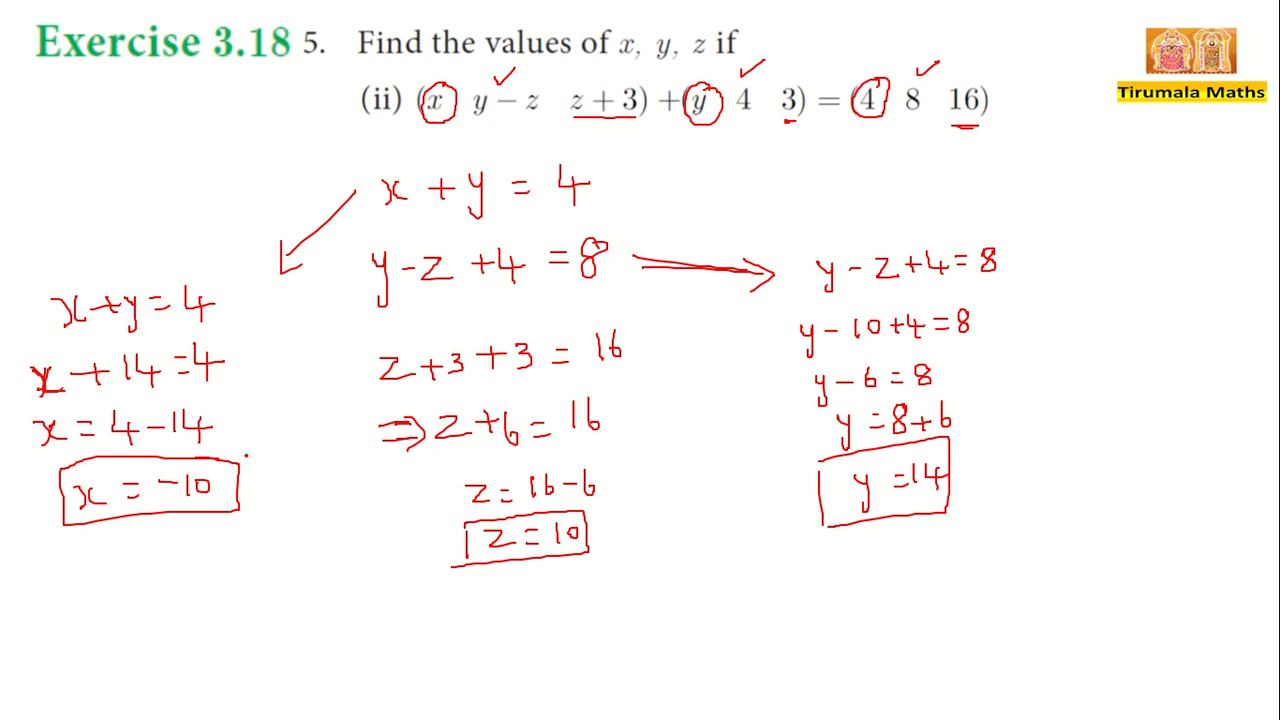 Exercise 3.18 5. Find the values of x, y, z if
(ii) (x y − z z + 3) + (y 4 3) = (4 8 16)
Tirumala Maths
x + y = 4
y − z + 4 = 8
z + 3 + 3 = 16
⇒ z + 6 = 16
z = 16 − 6
z = 10
y − z + 4 = 8
y − 10 + 4 = 8
y − 6 = 8
y = 8 + 6
y = 14
x + y = 4
x + 14 = 4
x = 4 − 14
x = −10